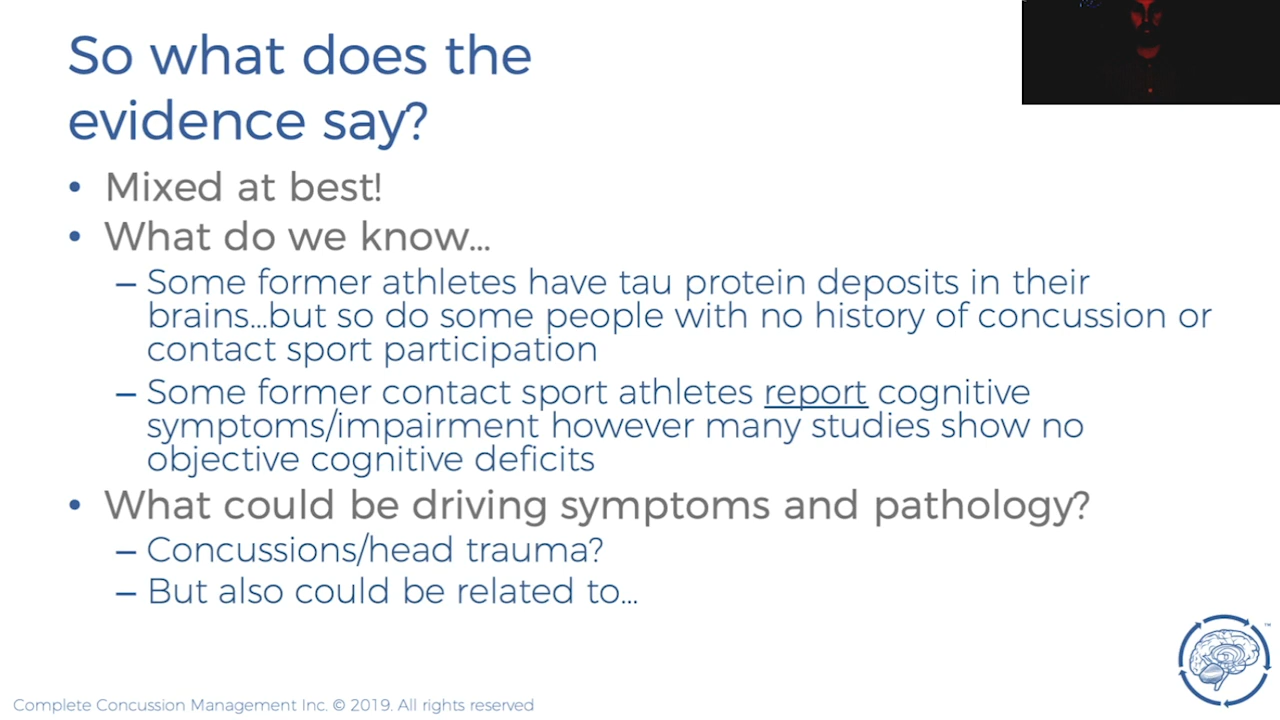 So what does the
evidence say?
• Mixed at best!
• What do we know...
– Some former athletes have tau protein deposits in their
brains...but so do some people with no history of concussion or
contact sport participation
– Some former contact sport athletes report cognitive
symptoms/impairment however many studies show no
objective cognitive deficits
• What could be driving symptoms and pathology?
– Concussions/head trauma?
– But also could be related to...
™
Complete Concussion Management Inc. © 2019. All rights reserved